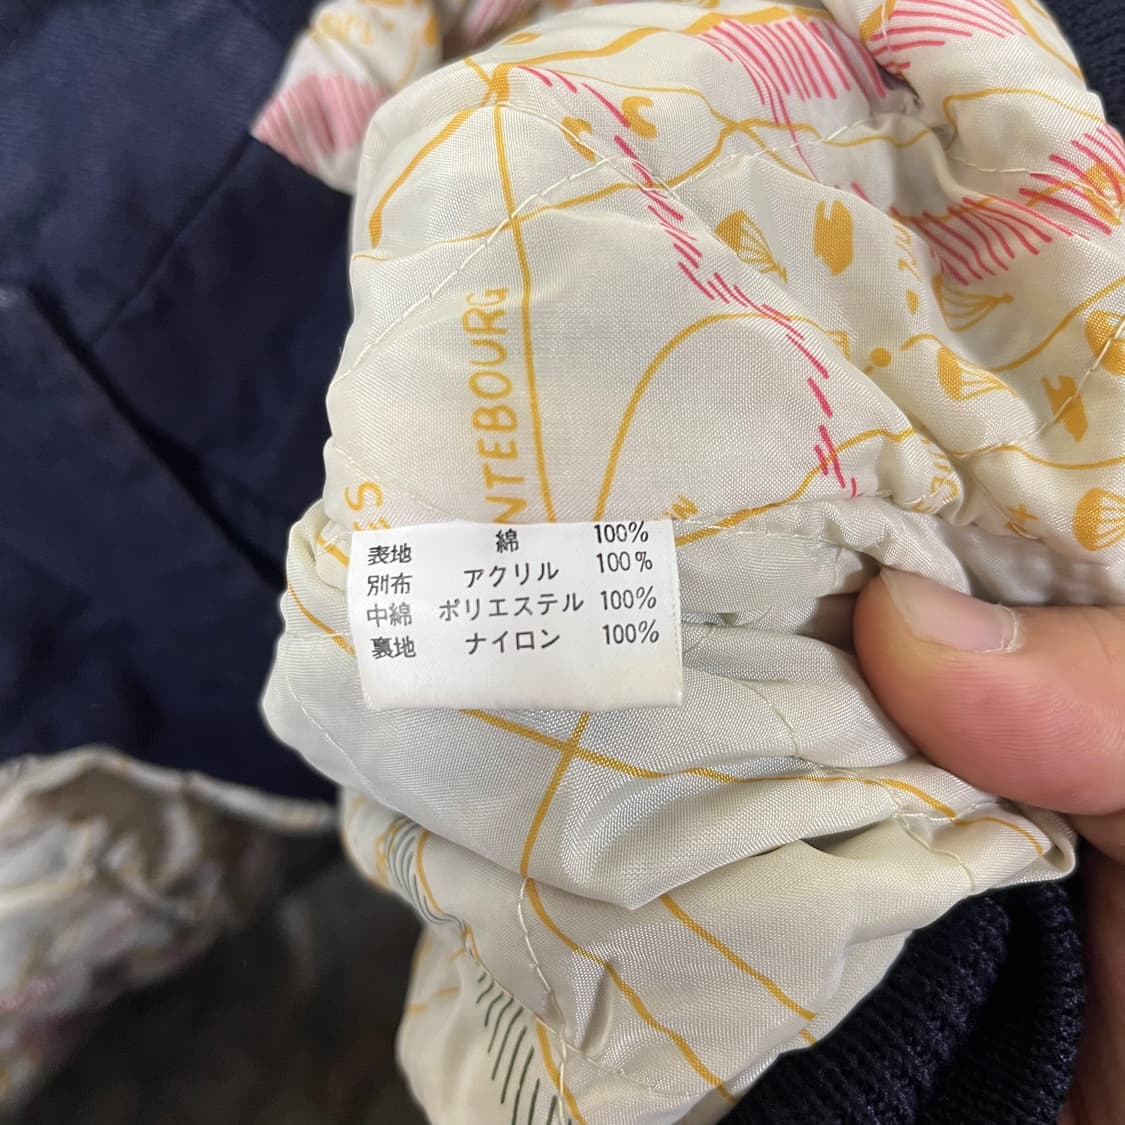 NTEBOURG
表地 綿 100%
別布 アクリル 100%
中綿 ポリエステル 100%
裏地 ナイロン 100%